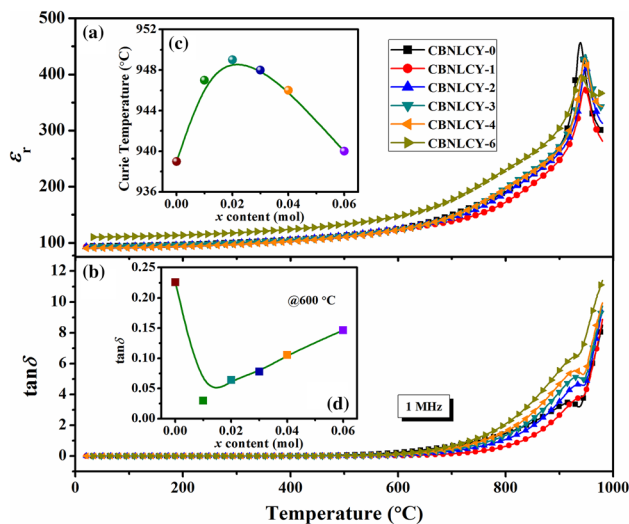 (a)
(c)
500
450
400
350
300
250
200
150
100
εr
952
948
944
940
936
Curie Temperature (°C)
0.00 0.02 0.04 0.06
x content (mol)
CBNLCY-0
CBNLCY-1
CBNLCY-2
CBNLCY-3
CBNLCY-4
CBNLCY-6
(b)
12
10
8
6
4
2
0
tanδ
0.25
0.20
0.15
0.10
0.05
0.00
tanδ
@600 °C
(d)
0.00 0.02 0.04 0.06
x content (mol)
1 MHz
0 200 400 600 800 1000
Temperature (°C)